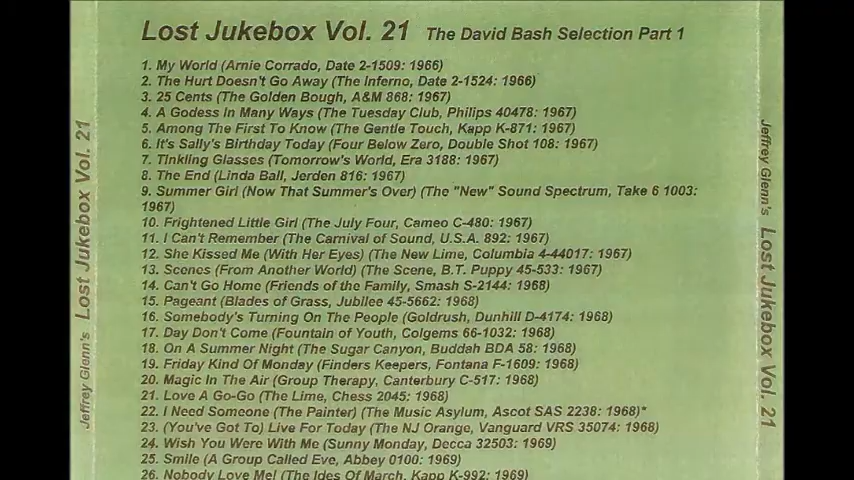 Lost Jukebox Vol. 21 The David Bash Selection Part 1
1. My World (Arnie Corrado, Date 2-1509: 1966)
2. The Hurt Doesn't Go Away (The Inferno, Date 2-1524: 1966)
3. 25 Cents (The Golden Bough, A&M 868: 1967)
4. A Godess In Many Ways (The Tuesday Club, Philips 40478: 1967)
5. Among The First To Know (The Gentle Touch, Kapp K-871: 1967)
6. It's Sally's Birthday Today (Four Below Zero, Double Shot 108: 1967)
7. Tinkling Glasses (Tomorrow's World, Era 3188: 1967)
8. The End (Linda Ball, Jerden 816: 1967)
9. Summer Girl (Now That Summer's Over) (The "New" Sound Spectrum, Take 6 1003:
1967)
10. Frightened Little Girl (The July Four, Cameo C-480: 1967)
11. I Can't Remember (The Carnival of Sound, U.S.A. 892: 1967)
12. She Kissed Me (With Her Eyes) (The New Lime, Columbia 4-44017: 1967)
13. Scenes (From Another World) (The Scene, B.T. Puppy 45-533: 1967)
14. Can't Go Home (Friends of the Family, Smash S-2144: 1968)
15. Pageant (Blades of Grass, Jubilee 45-5662: 1968)
16. Somebody's Turning On The People (Goldrush, Dunhill D-4174: 1968)
17. Day Don't Come (Fountain of Youth, Colgems 66-1032: 1968)
18. On A Summer Night (The Sugar Canyon, Buddah BDA 58: 1968)
19. Friday Kind Of Monday (Finders Keepers, Fontana F-1609: 1968)
20. Magic In The Air (Group Therapy, Canterbury C-517: 1968)
21. Love A Go-Go (The Lime, Chess 2045: 1968)
22. I Need Someone (The Painter) (The Music Asylum, Ascot SAS 2238: 1968)*
23. (You've Got To) Live For Today (The NJ Orange, Vanguard VRS 35074: 1968)
24. Wish You Were With Me (Sunny Monday, Decca 32503: 1969)
25. Smile (A Group Called Eve, Abbey 0100: 1969)
26. Nobody Love Me! (The Ides Of March, Kapp K-992: 1969)
Jeffrey Glenn's Lost Jukebox Vol. 21
Jeffrey Glenn's Lost Jukebox Vol. 21